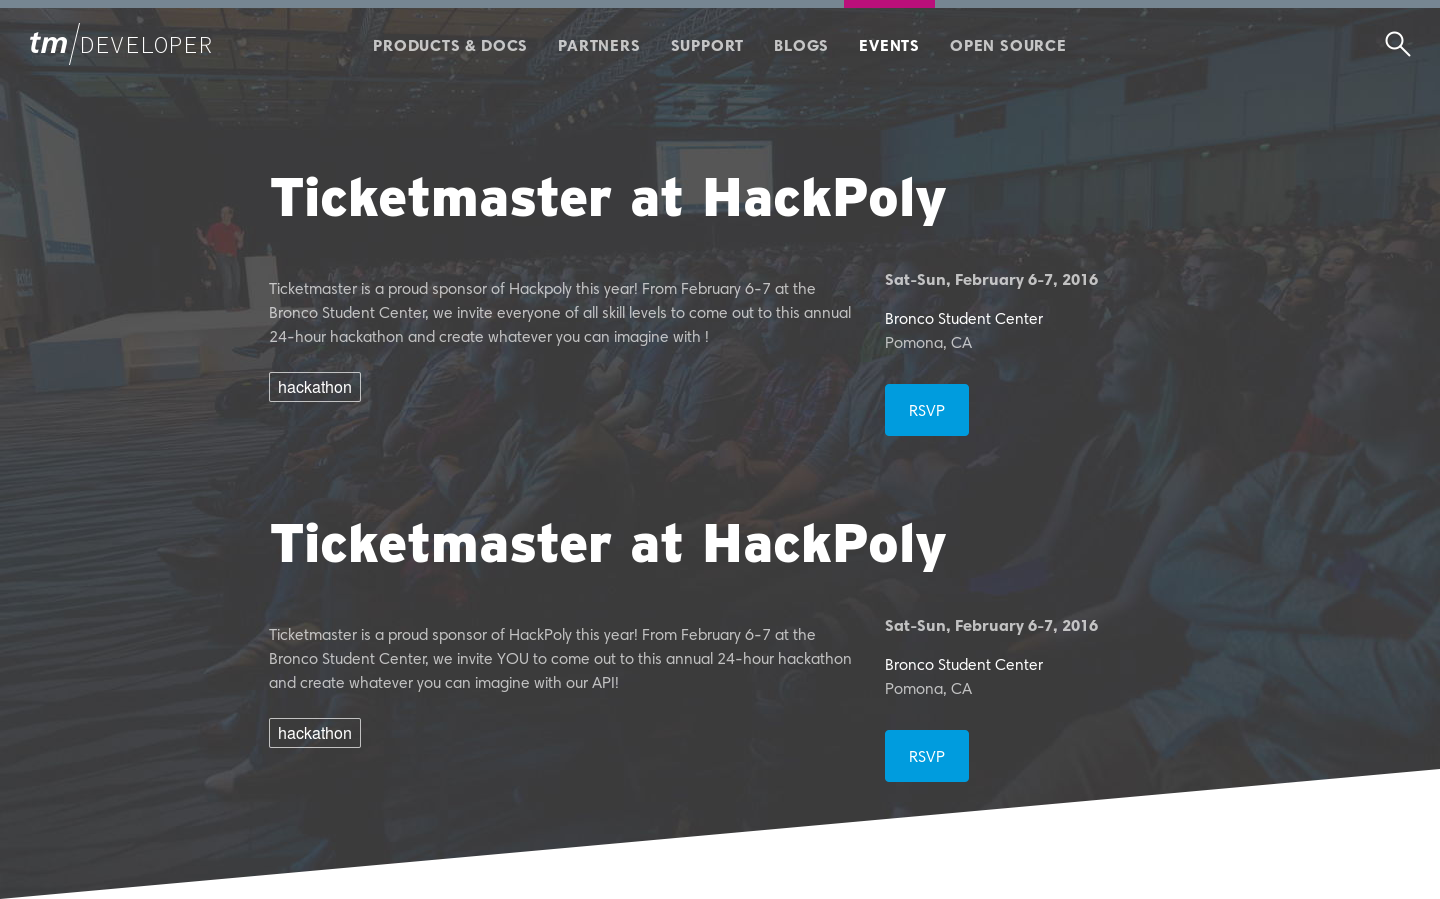 tm/DEVELOPER
PRODUCTS & DOCS
PARTNERS
SUPPORT
BLOGS
EVENTS
OPEN SOURCE
Ticketmaster at HackPoly
Ticketmaster is a proud sponsor of Hackpoly this year! From February 6-7 at the
Bronco Student Center, we invite everyone of all skill levels to come out to this annual
24-hour hackathon and create whatever you can imagine with !
hackathon
Sat-Sun, February 6-7, 2016
Bronco Student Center
Pomona, CA
RSVP
Ticketmaster at HackPoly
Ticketmaster is a proud sponsor of HackPoly this year! From February 6-7 at the
Bronco Student Center, we invite YOU to come out to this annual 24-hour hackathon
and create whatever you can imagine with our API!
hackathon
Sat-Sun, February 6-7, 2016
Bronco Student Center
Pomona, CA
RSVP